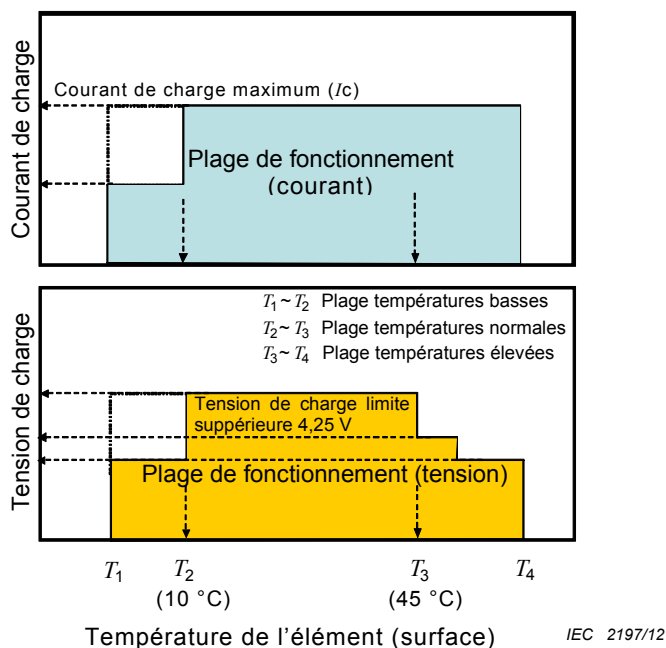 Courant de charge
Courant de charge maximum (Ic)
Plage de fonctionnement
(courant)
Tension de charge
T1 ~ T2 Plage températures basses
T2 ~ T3 Plage températures normales
T3 ~ T4 Plage températures élevées
Tension de charge limite
suppérieure 4,25 V
Plage de fonctionnement (tension)
T1 T2 T3 T4
(10 °C) (45 °C)
Température de l'élément (surface)
IEC 2197/12